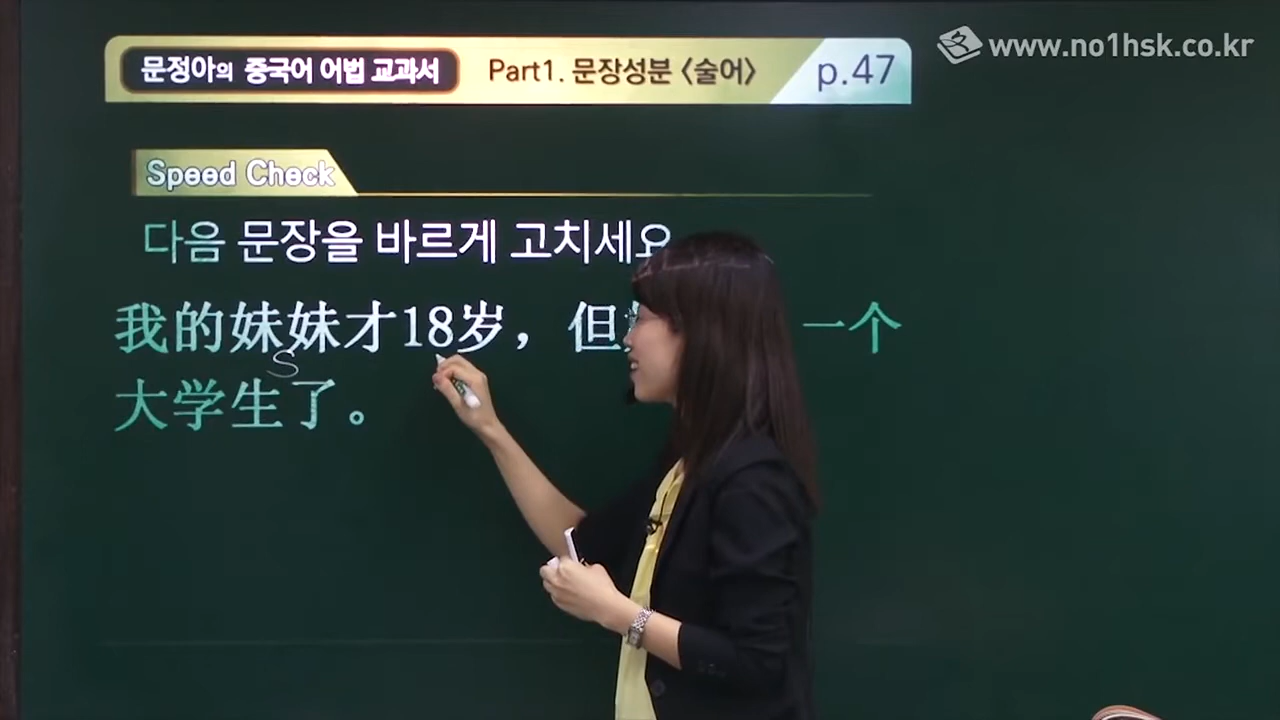 www.no1hsk.co.kr
문정아의 중국어 어법 교과서 Part1. 문장성분 〈술어〉 p.47
Speed Check
다음 문장을 바르게 고치세요
我的妹妹才18岁，但 一个
S
大学生了。